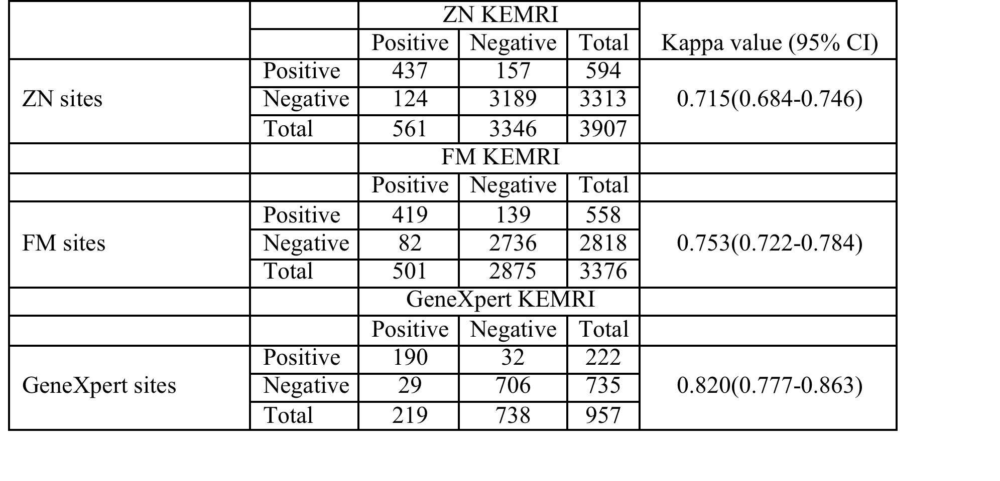 ZN KEMRI
Positive Negative Total Kappa value (95% CI)
Positive 437 157 594
ZN sites Negative 124 3189 3313 0.715(0.684-0.746)
Total 561 3346 3907
FM KEMRI
Positive Negative Total
Positive 419 139 558
FM sites Negative 82 2736 2818 0.753(0.722-0.784)
Total 501 2875 3376
GeneXpert KEMRI
Positive Negative Total
Positive 190 32 222
GeneXpert sites Negative 29 706 735 0.820(0.777-0.863)
Total 219 738 957